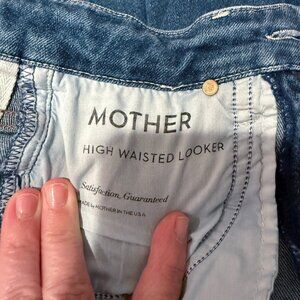 MOTHER
HIGH WAISTED LOOKER
Satisfaction, Guaranteed
MADE by MOTHER IN THE U.S.A